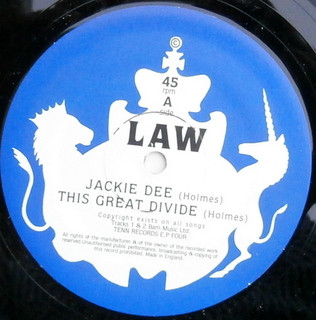 ©
45
rpm
A
side
LAW
JACKIE DEE (Holmes)
THIS GREAT DIVIDE (Holmes)
Copyright exists on all songs
Tracks 1 & 2 Bam Music Ltd.
TENN RECORDS E.P FOUR
All rights of the manufacturer & of the owner of the recorded work
reserved.Unauthorised public performance, broadcasting & copying of
this record prohibited. Made in England.